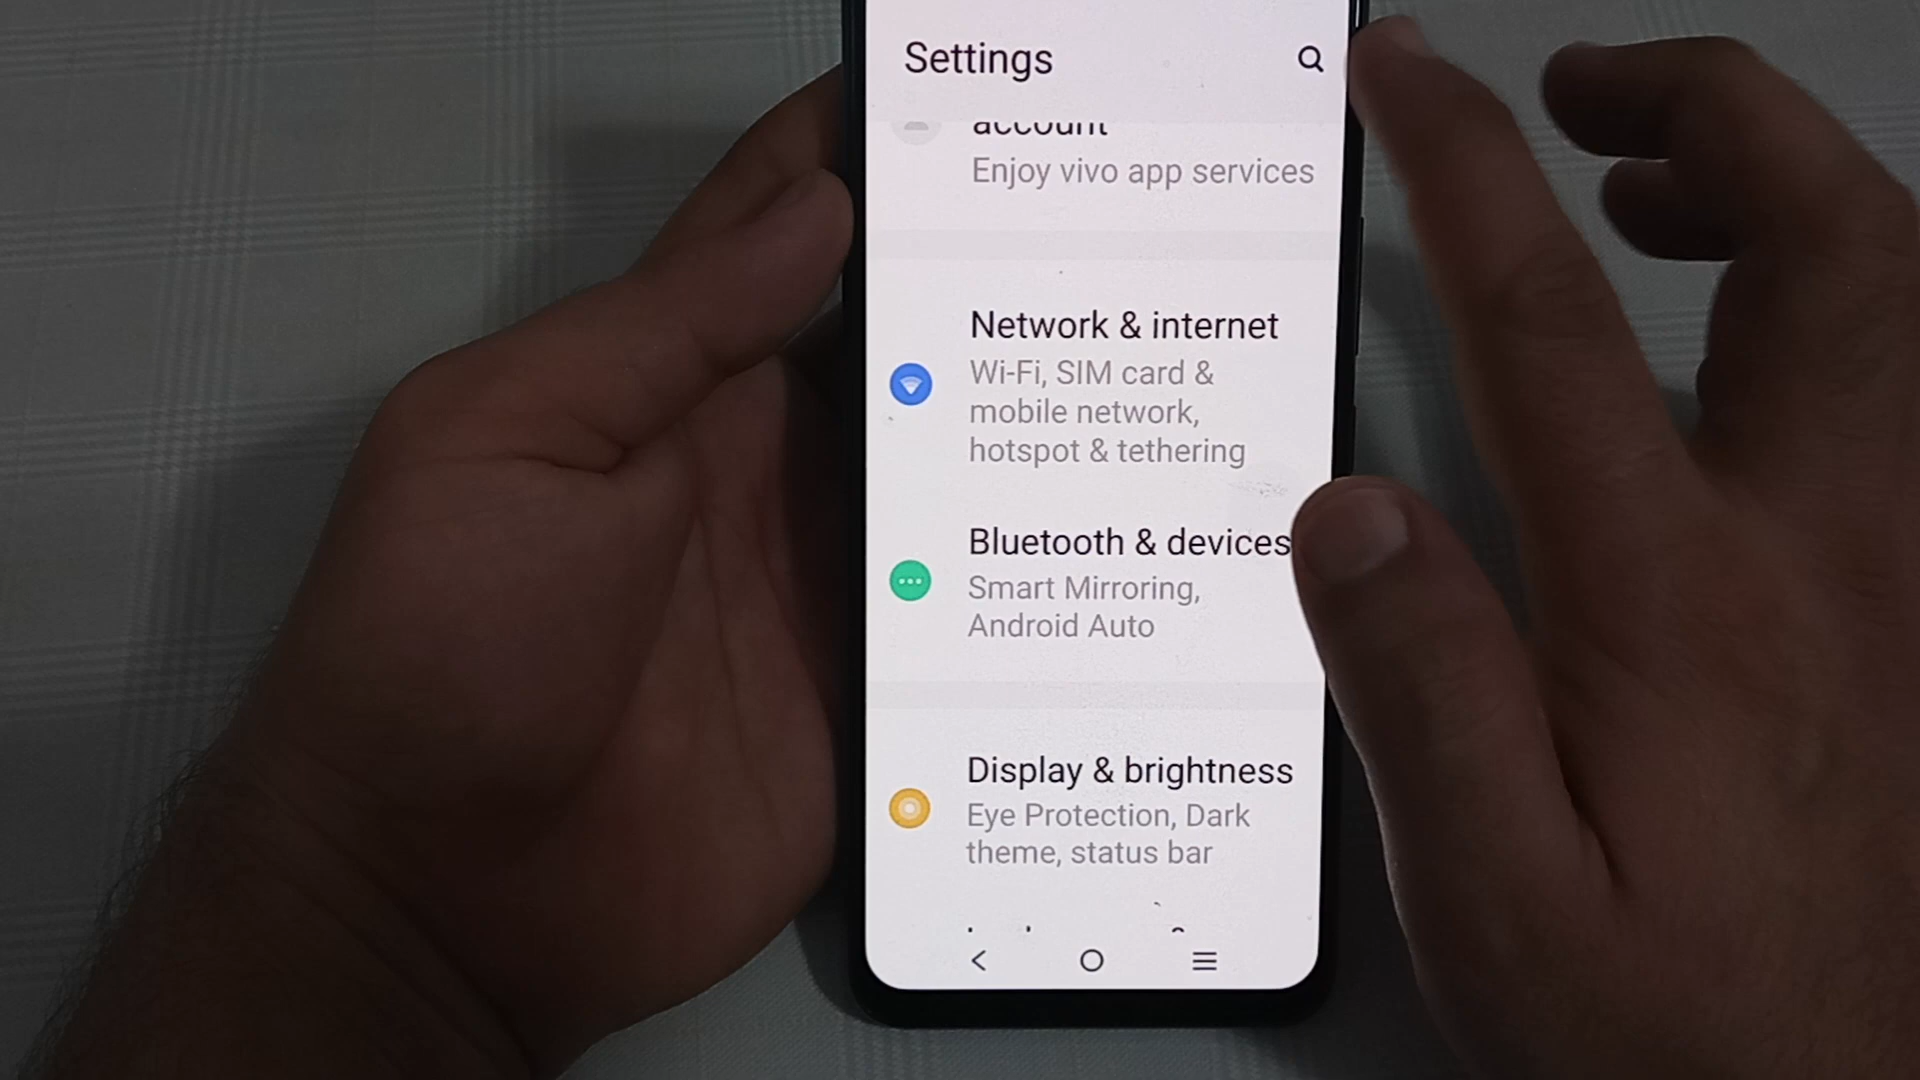 Settings
account
Enjoy vivo app services
Network & internet
Wi-Fi, SIM card &
mobile network,
hotspot & tethering
Bluetooth & devices
Smart Mirroring,
Android Auto
Display & brightness
Eye Protection, Dark
theme, status bar